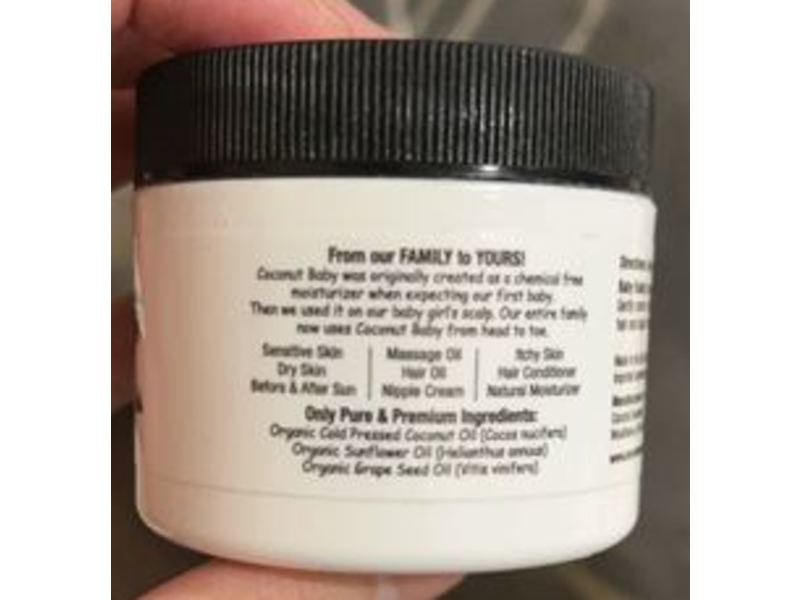 From our FAMILY to YOURS!
Coconut Baby was originally created as a chemical free
moisturizer when expecting our first baby.
Then we used it on our baby girl's scalp. Our entire family
now uses Coconut Baby from head to toe.
Sensitive Skin Massage Oil Itchy Skin
Dry Skin Hair Oil Hair Conditioner
Before & After Sun Nipple Cream Natural Moisturizer
Only Pure & Premium Ingredients:
Organic Cold Pressed Coconut Oil (Cocos nucifera)
Organic Sunflower Oil (Helianthus annuus)
Organic Grape Seed Oil (Vitis vinifera)